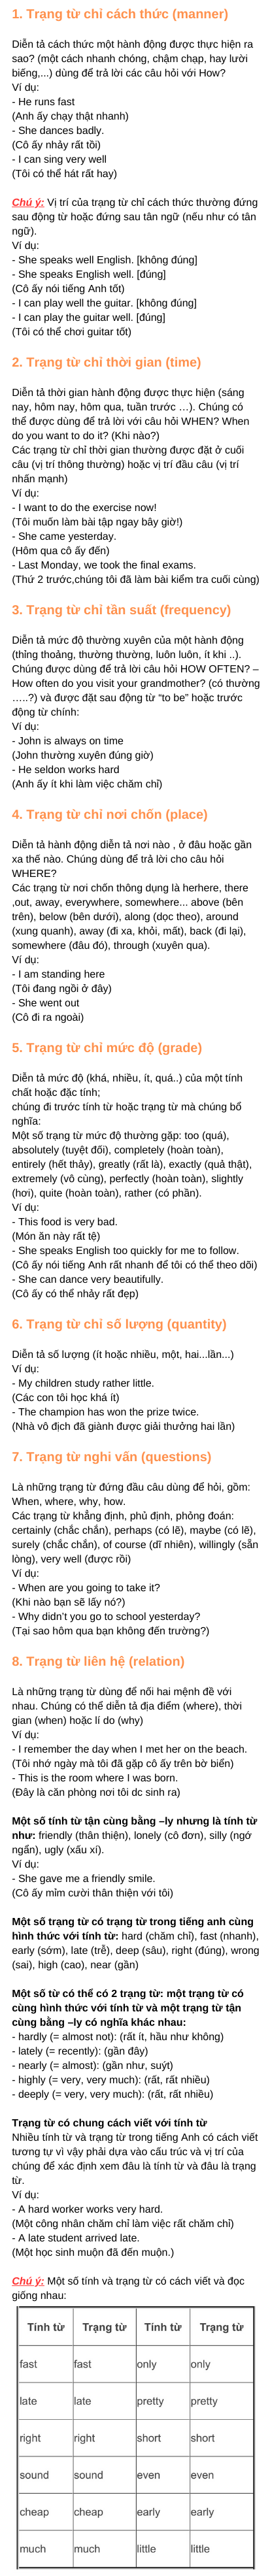 1. Trạng từ chỉ cách thức (manner)
Diễn tả cách thức một hành động được thực hiện ra
sao? (một cách nhanh chóng, chậm chạp, hay lười
biếng,...) dùng để trả lời các câu hỏi với How?
Ví dụ:
- He runs fast
(Anh ấy chạy thật nhanh)
- She dances badly.
(Cô ấy nhảy rất tồi)
- I can sing very well
(Tôi có thể hát rất hay)
Chú ý: Vị trí của trạng từ chỉ cách thức thường đứng
sau động từ hoặc đứng sau tân ngữ (nếu như có tân
ngữ).
Ví dụ:
- She speaks well English. [không đúng]
- She speaks English well. [đúng]
(Cô ấy nói tiếng Anh tốt)
- I can play well the guitar. [không đúng]
- I can play the guitar well. [đúng]
(Tôi có thể chơi guitar tốt)
2. Trạng từ chỉ thời gian (time)
Diễn tả thời gian hành động được thực hiện (sáng
nay, hôm nay, hôm qua, tuần trước …). Chúng có
thể được dùng để trả lời với câu hỏi WHEN? When
do you want to do it? (Khi nào?)
Các trạng từ chỉ thời gian thường được đặt ở cuối
câu (vị trí thông thường) hoặc vị trí đầu câu (vị trí
nhấn mạnh)
Ví dụ:
- I want to do the exercise now!
(Tôi muốn làm bài tập ngay bây giờ!)
- She came yesterday.
(Hôm qua cô ấy đến)
- Last Monday, we took the final exams.
(Thứ 2 trước,chúng tôi đã làm bài kiểm tra cuối cùng)
3. Trạng từ chỉ tần suất (frequency)
Diễn tả mức độ thường xuyên của một hành động
(thỉng thoảng, thường thường, luôn luôn, ít khi ..).
Chúng được dùng để trả lời câu hỏi HOW OFTEN? –
How often do you visit your grandmother? (có thường
…..?) và được đặt sau động từ “to be” hoặc trước
động từ chính:
Ví dụ:
- John is always on time
(John thường xuyên đúng giờ)
- He seldon works hard
(Anh ấy ít khi làm việc chăm chỉ)
4. Trạng từ chỉ nơi chốn (place)
Diễn tả hành động diễn tả nơi nào , ở đâu hoặc gần
xa thế nào. Chúng dùng để trả lời cho câu hỏi
WHERE?
Các trạng từ nơi chốn thông dụng là herhere, there
,out, away, everywhere, somewhere... above (bên
trên), below (bên dưới), along (dọc theo), around
(xung quanh), away (đi xa, khỏi, mất), back (đi lại),
somewhere (đâu đó), through (xuyên qua).
Ví dụ:
- I am standing here
(Tôi đang ngồi ở đây)
- She went out
(Cô đi ra ngoài)
5. Trạng từ chỉ mức độ (grade)
Diễn tả mức độ (khá, nhiều, ít, quá..) của một tính
chất hoặc đặc tính;
chúng đi trước tính từ hoặc trạng từ mà chúng bổ
nghĩa:
Một số trạng từ mức độ thường gặp: too (quá),
absolutely (tuyệt đối), completely (hoàn toàn),
entirely (hết thảy), greatly (rất là), exactly (quả thật),
extremely (vô cùng), perfectly (hoàn toàn), slightly
(hơi), quite (hoàn toàn), rather (có phần).
Ví dụ:
- This food is very bad.
(Món ăn này rất tệ)
- She speaks English too quickly for me to follow.
(Cô ấy nói tiếng Anh rất nhanh để tôi có thể theo dõi)
- She can dance very beautifully.
(Cô ấy có thể nhảy rất đẹp)
6. Trạng từ chỉ số lượng (quantity)
Diễn tả số lượng (ít hoặc nhiều, một, hai...lần...)
Ví dụ:
- My children study rather little.
(Các con tôi học khá ít)
- The champion has won the prize twice.
(Nhà vô địch đã giành được giải thưởng hai lần)
7. Trạng từ nghi vấn (questions)
Là những trạng từ đứng đầu câu dùng để hỏi, gồm:
When, where, why, how.
Các trạng từ khẳng định, phủ định, phỏng đoán:
certainly (chắc chắn), perhaps (có lẽ), maybe (có lẽ),
surely (chắc chắn), of course (dĩ nhiên), willingly (sẵn
lòng), very well (được rồi)
Ví dụ:
- When are you going to take it?
(Khi nào bạn sẽ lấy nó?)
- Why didn’t you go to school yesterday?
(Tại sao hôm qua bạn không đến trường?)
8. Trạng từ liên hệ (relation)
Là những trạng từ dùng để nối hai mệnh đề với
nhau. Chúng có thể diễn tả địa điểm (where), thời
gian (when) hoặc lí do (why)
Ví dụ:
- I remember the day when I met her on the beach.
(Tôi nhớ ngày mà tôi đã gặp cô ấy trên bờ biển)
- This is the room where I was born.
(Đây là căn phòng nơi tôi dc sinh ra)
Một số tính từ tận cùng bằng –ly nhưng là tính từ
như: friendly (thân thiện), lonely (cô đơn), silly (ngớ
ngẩn), ugly (xấu xí).
Ví dụ:
- She gave me a friendly smile.
(Cô ấy mỉm cười thân thiện với tôi)
Một số trạng từ có trạng từ trong tiếng anh cùng
hình thức với tính từ: hard (chăm chỉ), fast (nhanh),
early (sớm), late (trễ), deep (sâu), right (đúng), wrong
(sai), high (cao), near (gần)
Một số từ có thể có 2 trạng từ: một trạng từ có
cùng hình thức với tính từ và một trạng từ tận
cùng bằng –ly có nghĩa khác nhau:
- hardly (= almost not): (rất ít, hầu như không)
- lately (= recently): (gần đây)
- nearly (= almost): (gần như, suýt)
- highly (= very, very much): (rất, rất nhiều)
- deeply (= very, very much): (rất, rất nhiều)
Trạng từ có chung cách viết với tính từ
Nhiều tính từ và trạng từ trong tiếng Anh có cách viết
tương tự vì vậy phải dựa vào cấu trúc và vị trí của
chúng để xác định xem đâu là tính từ và đâu là trạng
từ.
Ví dụ:
- A hard worker works very hard.
(Một công nhân chăm chỉ làm việc rất chăm chỉ)
- A late student arrived late.
(Một học sinh muộn đã đến muộn.)
Chú ý: Một số tính và trạng từ có cách viết và đọc
giống nhau:
Tính từ Trạng từ Tính từ Trạng từ
fast fast only only
late late pretty pretty
right right short short
sound sound even even
cheap cheap early early
much much little little